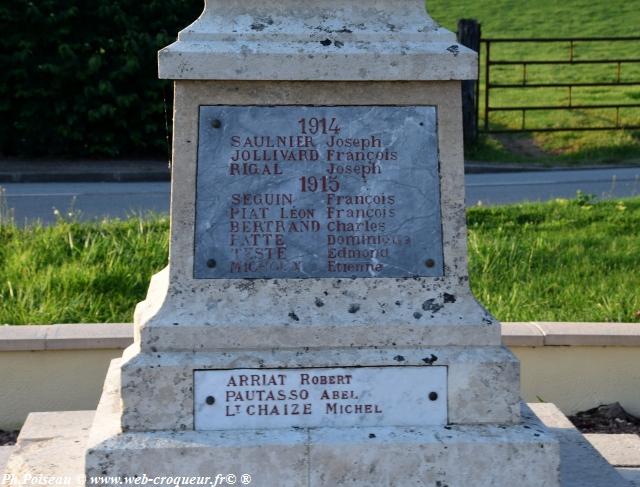 1914
SAULNIER Joseph
JOLLIVARD François
RIGAL Joseph
1915
SEGUIN François
PIAT LÉON François
BERTRAND Charles
PATTE Dominique
TESTE Edmond
Etienne
ARRIAT ROBERT
PAUTASSO ABEL
LT CHAIZE MICHEL
Ph.Poiseau © www-web-croqueur.fr© ®